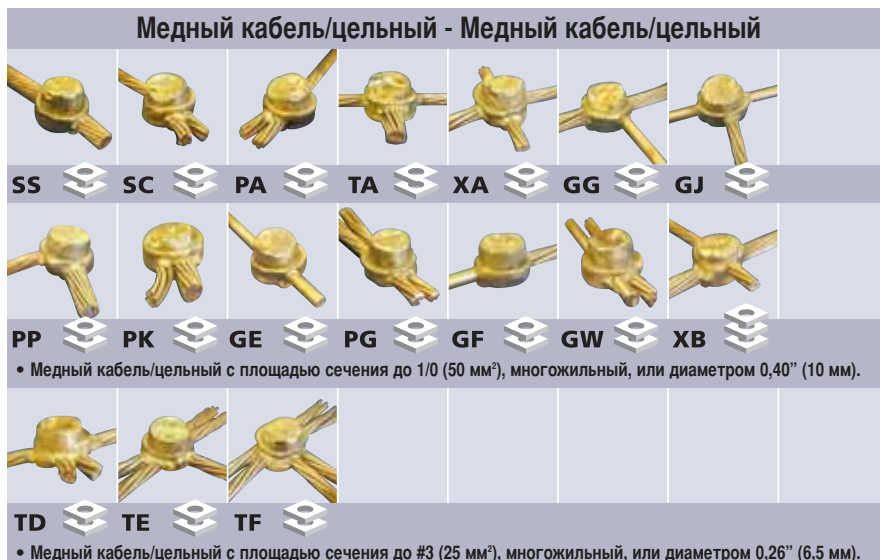 Медный кабель/цельный - Медный кабель/цельный
SS SC PA TA XA GG GJ
PP PK GE PG GF GW XB
• Медный кабель/цельный с площадью сечения до 1/0 (50 мм²), многожильный, или диаметром 0,40” (10 мм).
TD TE TF
• Медный кабель/цельный с площадью сечения до #3 (25 мм²), многожильный, или диаметром 0,26” (6,5 мм).